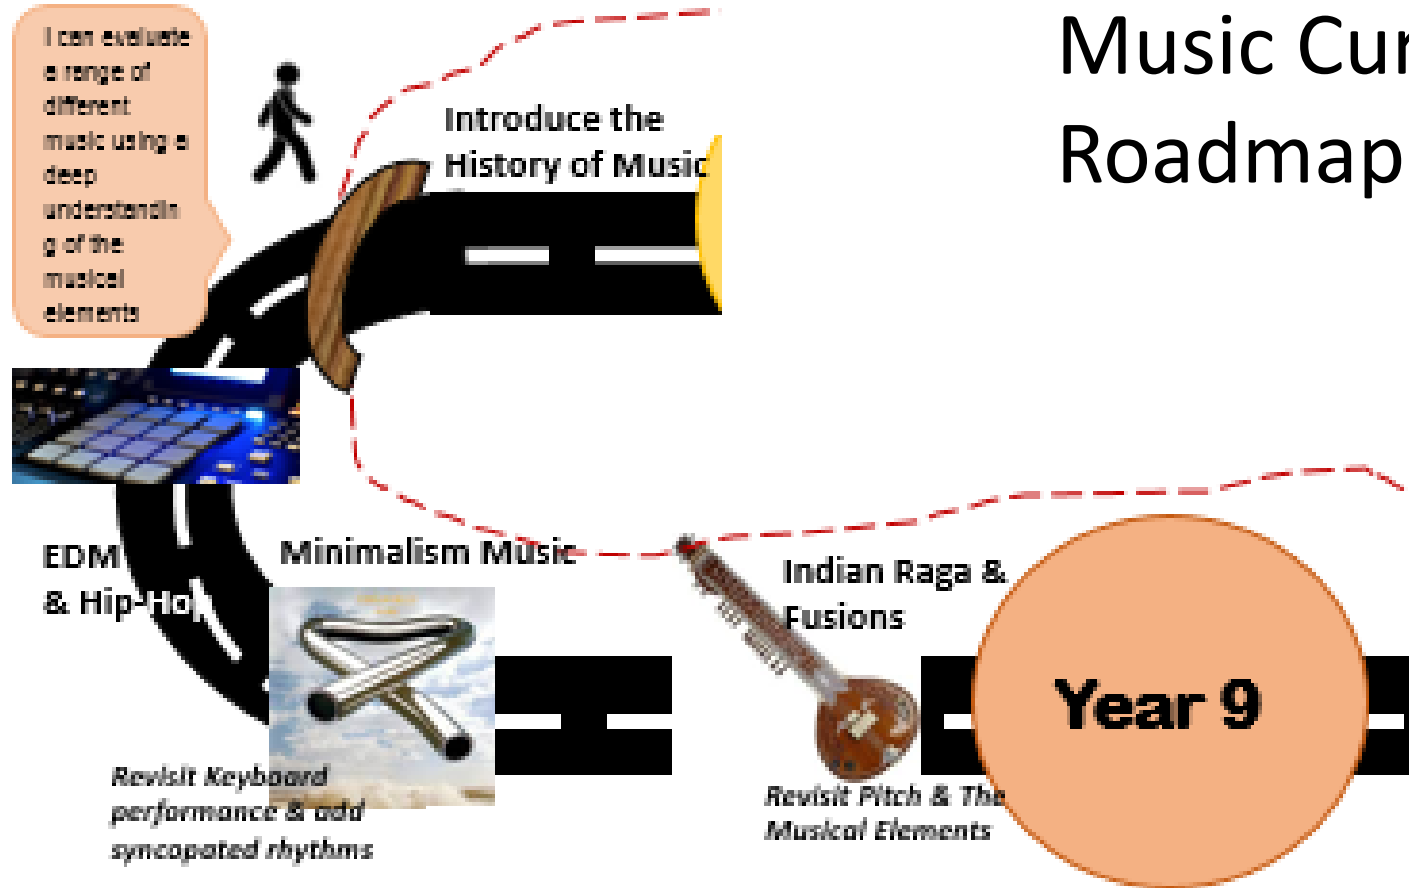 I can evaluate
a range of
different
music using a
deep
understandin
g of the
musical
elements
Introduce the
History of Music
Music Cur
Roadmap
EDM
& Hip-Hop
Minimalism Music
Indian Raga &
Fusions
Year 9
Revisit Keyboard
performance & add
syncopated rhythms
Revisit Pitch & The
Musical Elements